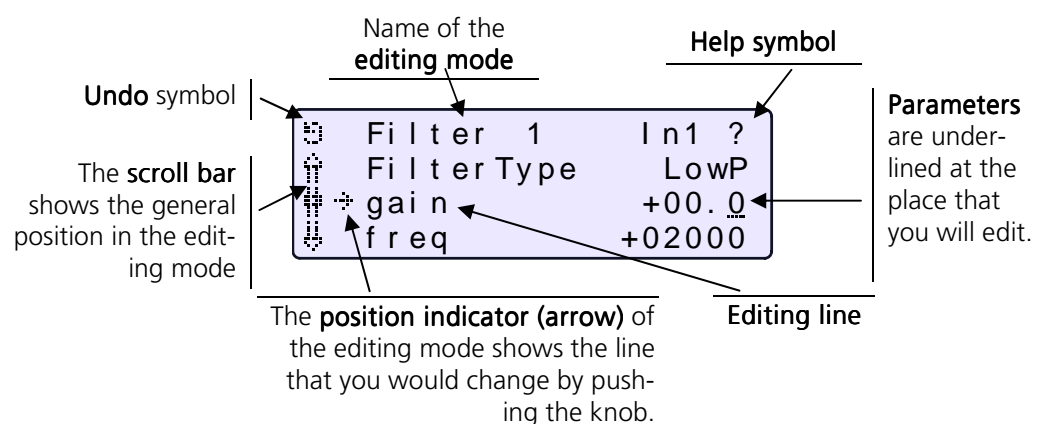 Name of the
editing mode
Help symbol
Undo symbol
The scroll bar
shows the general
position in the edit-
ing mode
Filter 1 In1 ?
FilterType LowP
gain +00.0
freq +02000
Parameters
are under-
lined at the
place that
you will edit.
The position indicator (arrow) of
the editing mode shows the line
that you would change by push-
ing the knob.
Editing line